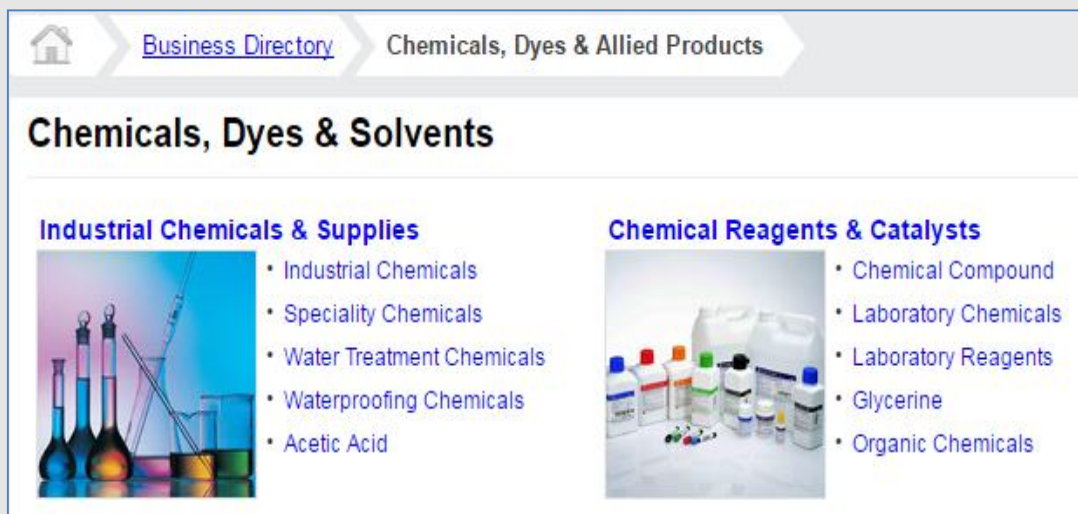 Business Directory
Chemicals, Dyes & Allied Products
Chemicals, Dyes & Solvents
Industrial Chemicals & Supplies
Industrial Chemicals
Speciality Chemicals
Water Treatment Chemicals
Waterproofing Chemicals
Acetic Acid
Chemical Reagents & Catalysts
Chemical Compound
Laboratory Chemicals
Laboratory Reagents
Glycerine
Organic Chemicals